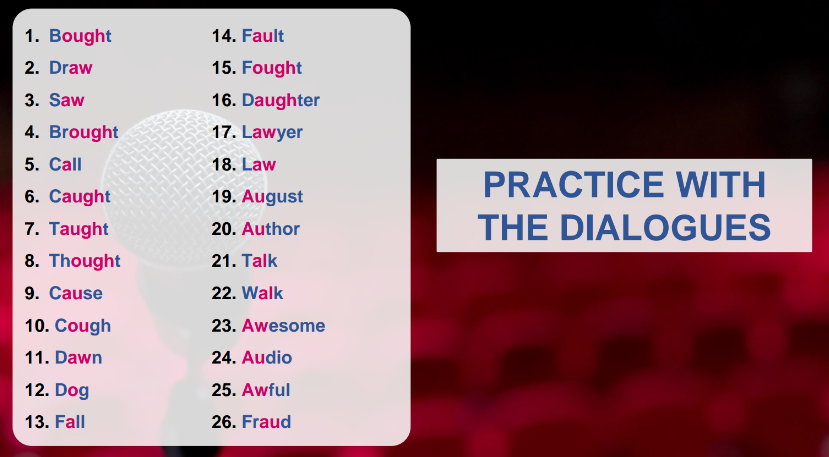 1. Bought
2. Draw
3. Saw
4. Brought
5. Call
6. Caught
7. Taught
8. Thought
9. Cause
10. Cough
11. Dawn
12. Dog
13. Fall
14. Fault
15. Fought
16. Daughter
17. Lawyer
18. Law
19. August
20. Author
21. Talk
22. Walk
23. Awesome
24. Audio
25. Awful
26. Fraud
PRACTICE WITH
THE DIALOGUES